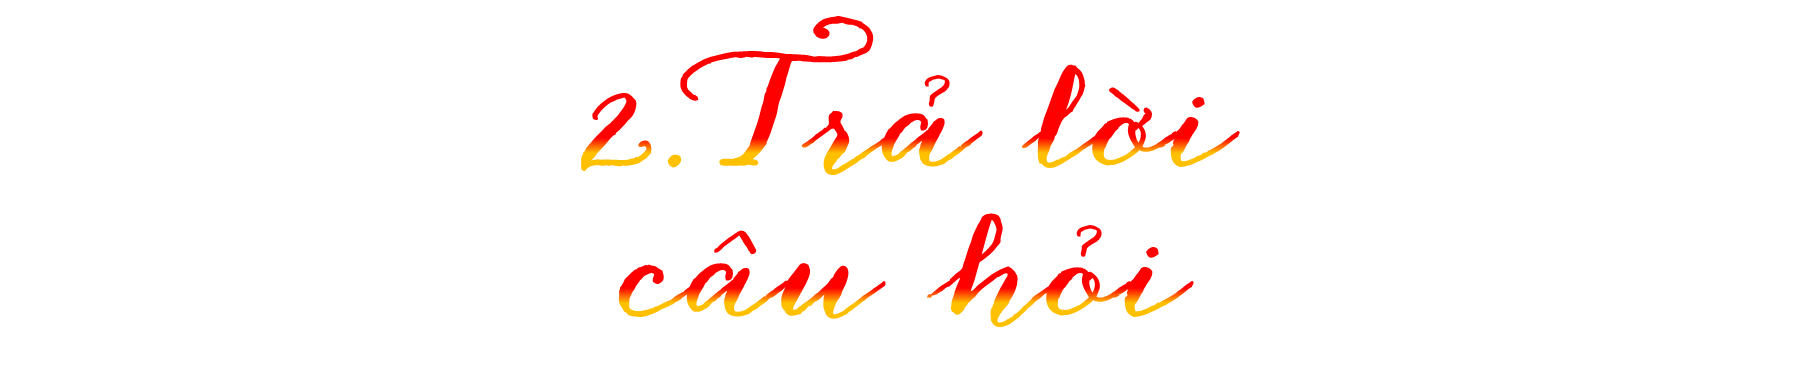 2.Trả lời
câu hỏi